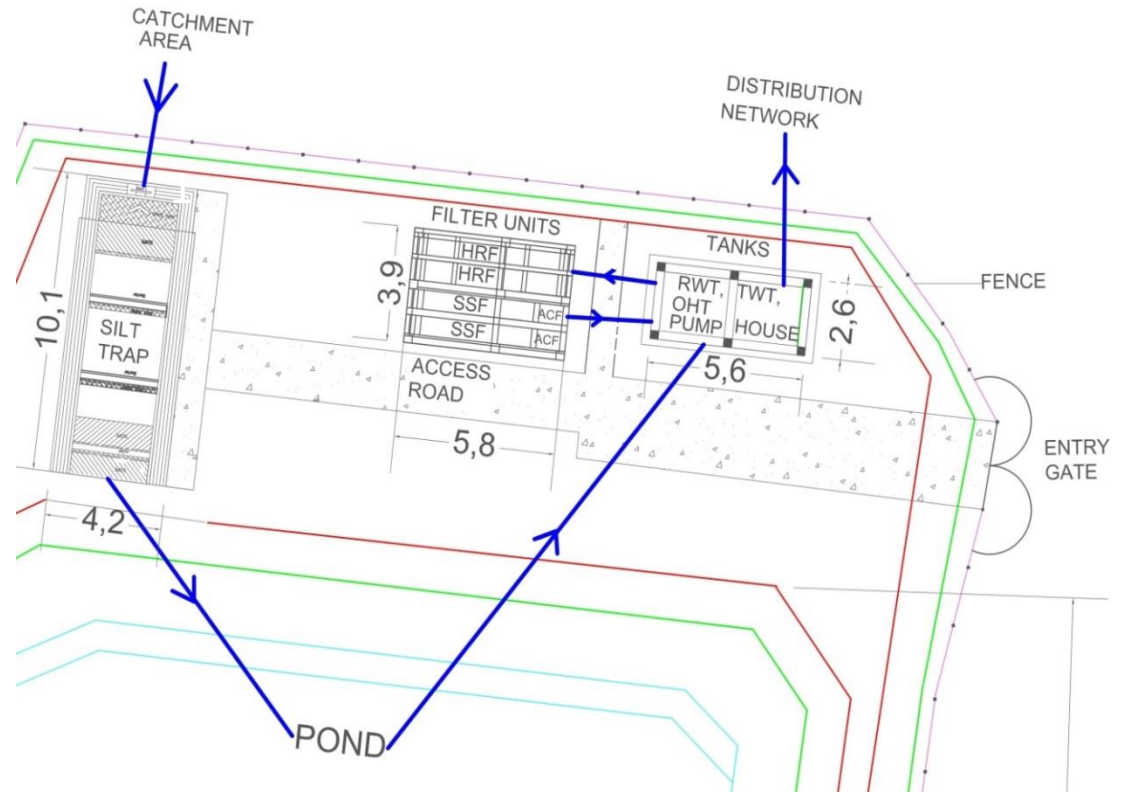 CATCHMENT
AREA
DISTRIBUTION
NETWORK
FILTER UNITS
TANKS
FENCE
HRF
HRF
SSF
ACF
SSF
ACF
3,9
RWT,
OHT
PUMP
TWT,
HOUSE
2,6
5,6
10,1
SILT
TRAP
ACCESS
ROAD
5,8
ENTRY
GATE
4,2
POND